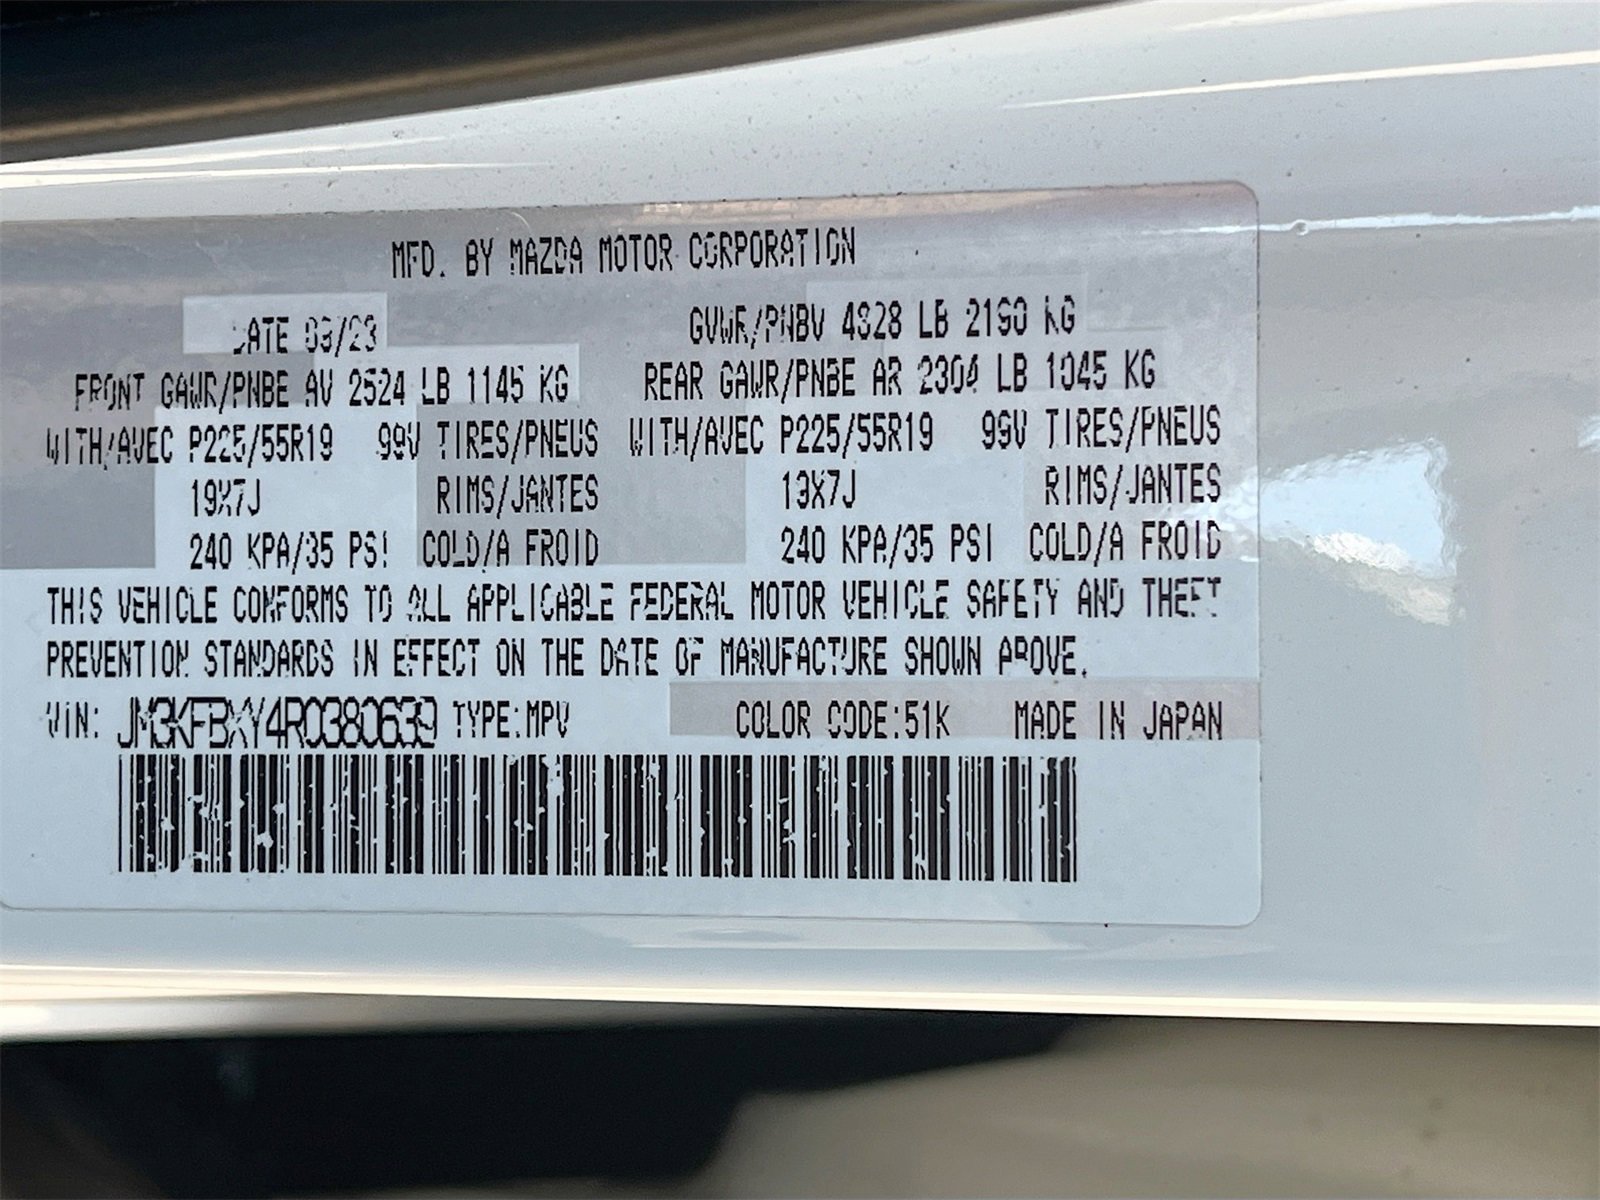 MFD. BY MAZDA MOTOR CORPORATION
DATE GVWR/PNBV 4828 LB 2190 KG
FRONT GAWR/PNBE AV 2524 LB 1145 KG REAR GAWR/PNBE AR 2304 LB 1045 KG
WITH/AVEC P225/55R19 99V TIRES/PNEUS WITH/AVEC P225/55R19 99V TIRES/PNEUS
19X7J RIMS/JANTES 19X7J RIMS/JANTES
240 KPA/35 PSI COLD/A FROID 240 KPA/35 PSI COLD/A FROID
THIS VEHICLE CONFORMS TO ALL APPLICABLE FEDERAL MOTOR VEHICLE SAFETY AND THEFT
PREVENTION STANDARDS IN EFFECT ON THE DATE OF MANUFACTURE SHOWN ABOVE.
VIN: JM3KFBXY4R0380639 TYPE:MPV COLOR CODE:51K MADE IN JAPAN